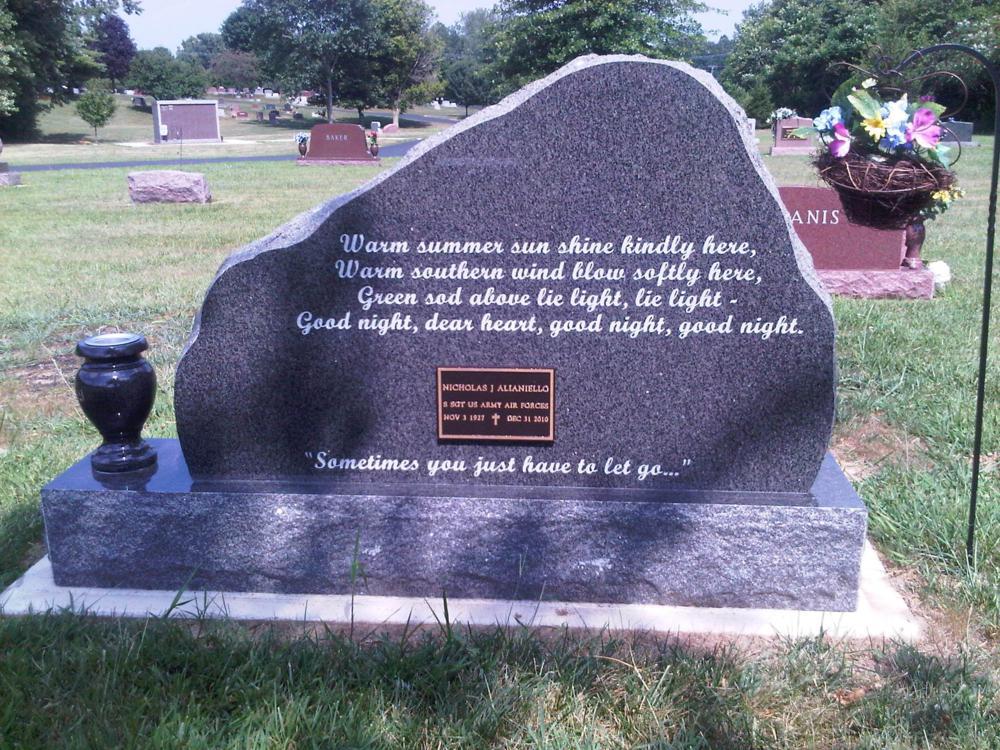 BAKER
ANIS
Warm summer sun shine kindly here,
Warm southern wind blow softly here,
Green sod above lie light, lie light -
Good night, dear heart, good night, good night.
NICHOLAS J ALIANIELLO
S SGT US ARMY AIR FORCES
NOV 3 1927 ✝ DEC 31 2010
"Sometimes you just have to let go..."